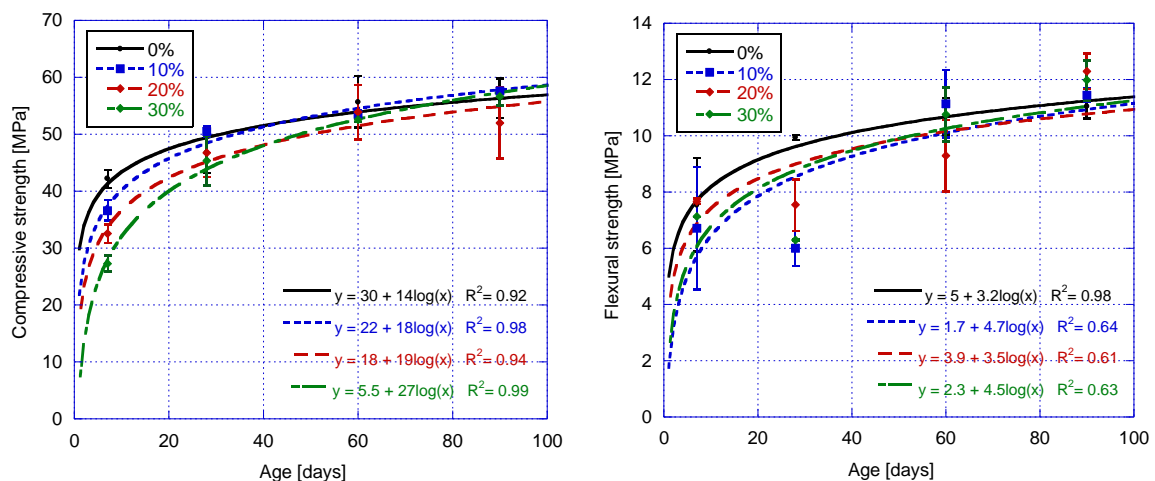 70
60
50
40
30
20
10
0
Compressive strength [MPa]
0%
10%
20%
30%
y = 30 + 14log(x) R²= 0.92
y = 22 + 18log(x) R²= 0.98
y = 18 + 19log(x) R²= 0.94
y = 5.5 + 27log(x) R²= 0.99
0 20 40 60 80 100
Age [days]
14
12
10
8
6
4
2
0
Flexural strength [MPa]
0%
10%
20%
30%
y = 5 + 3.2log(x) R²= 0.98
y = 1.7 + 4.7log(x) R²= 0.64
y = 3.9 + 3.5log(x) R²= 0.61
y = 2.3 + 4.5log(x) R²= 0.63
0 20 40 60 80 100
Age [days]